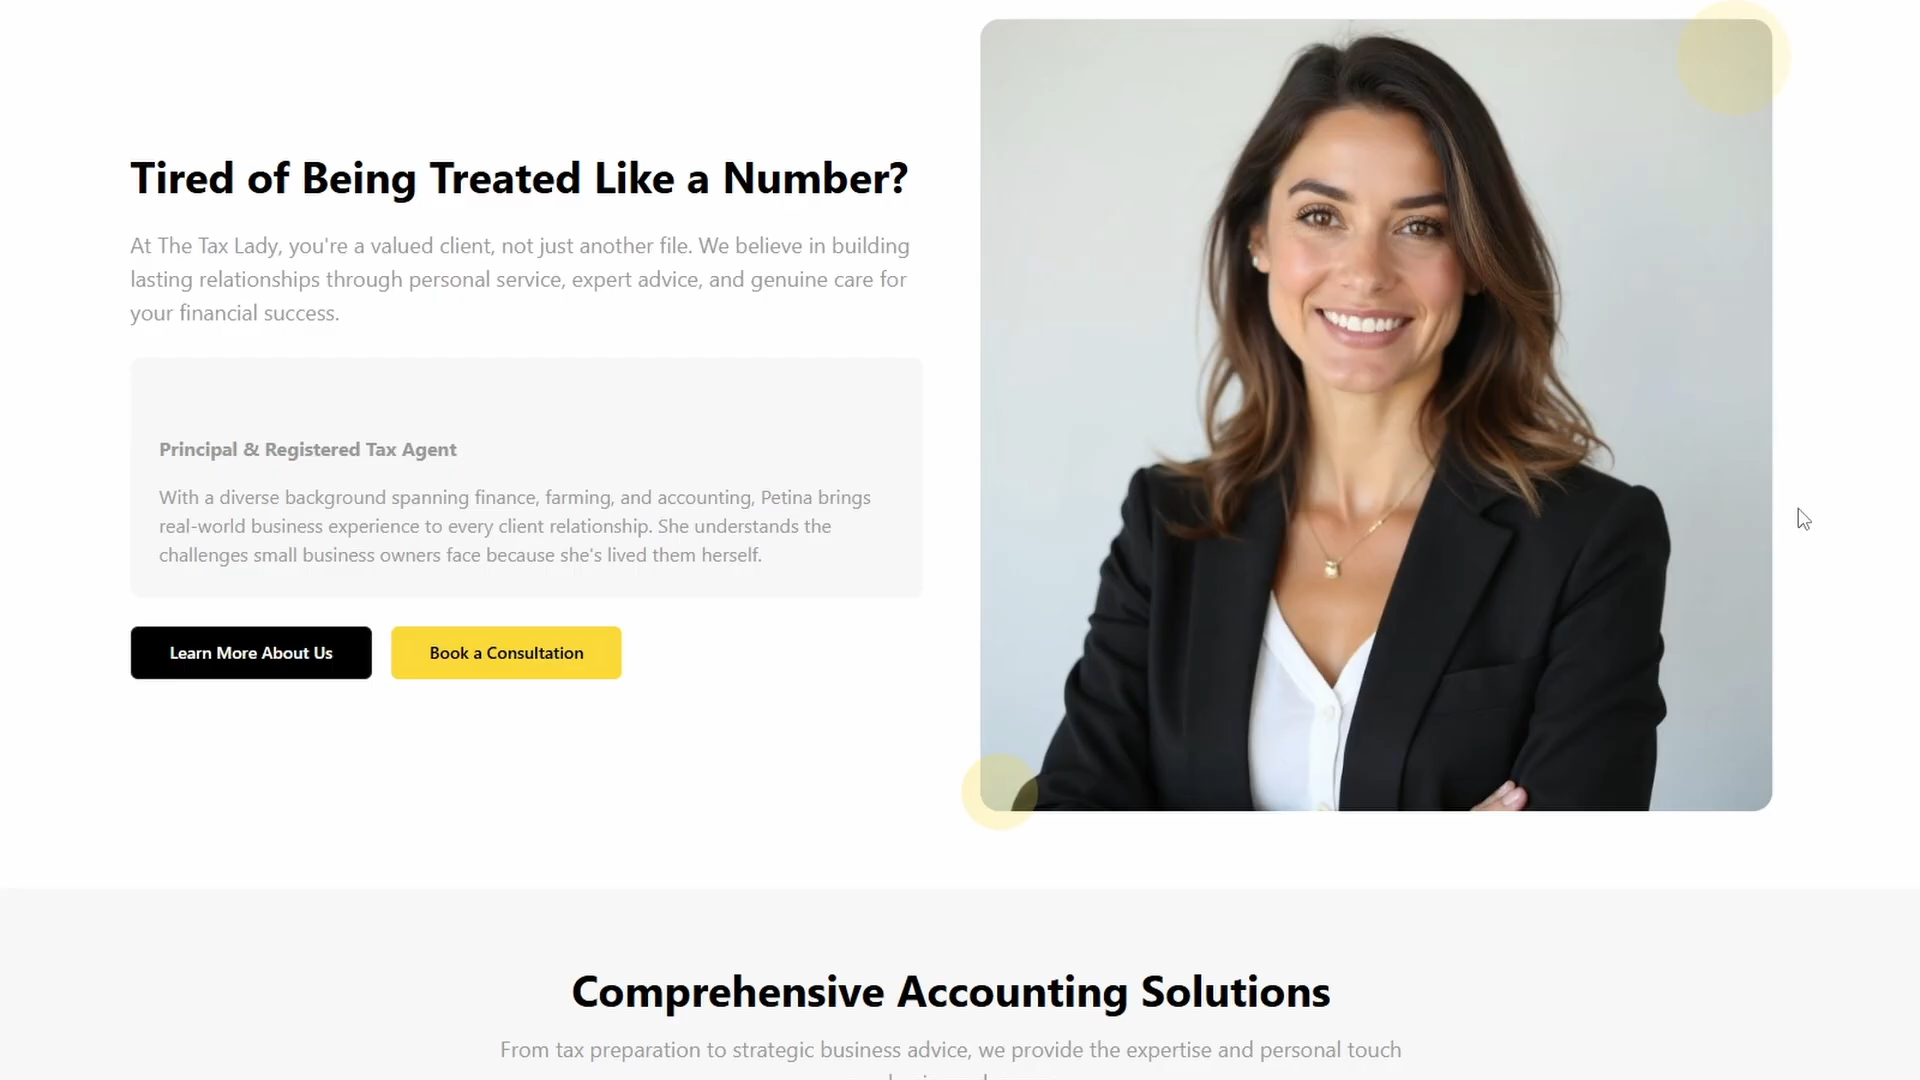 Tired of Being Treated Like a Number?
At The Tax Lady, you're a valued client, not just another file. We believe in building
lasting relationships through personal service, expert advice, and genuine care for
your financial success.
Principal & Registered Tax Agent
With a diverse background spanning finance, farming, and accounting, Petina brings
real-world business experience to every client relationship. She understands the
challenges small business owners face because she's lived them herself.
Learn More About Us
Book a Consultation
Comprehensive Accounting Solutions
From tax preparation to strategic business advice, we provide the expertise and personal touch